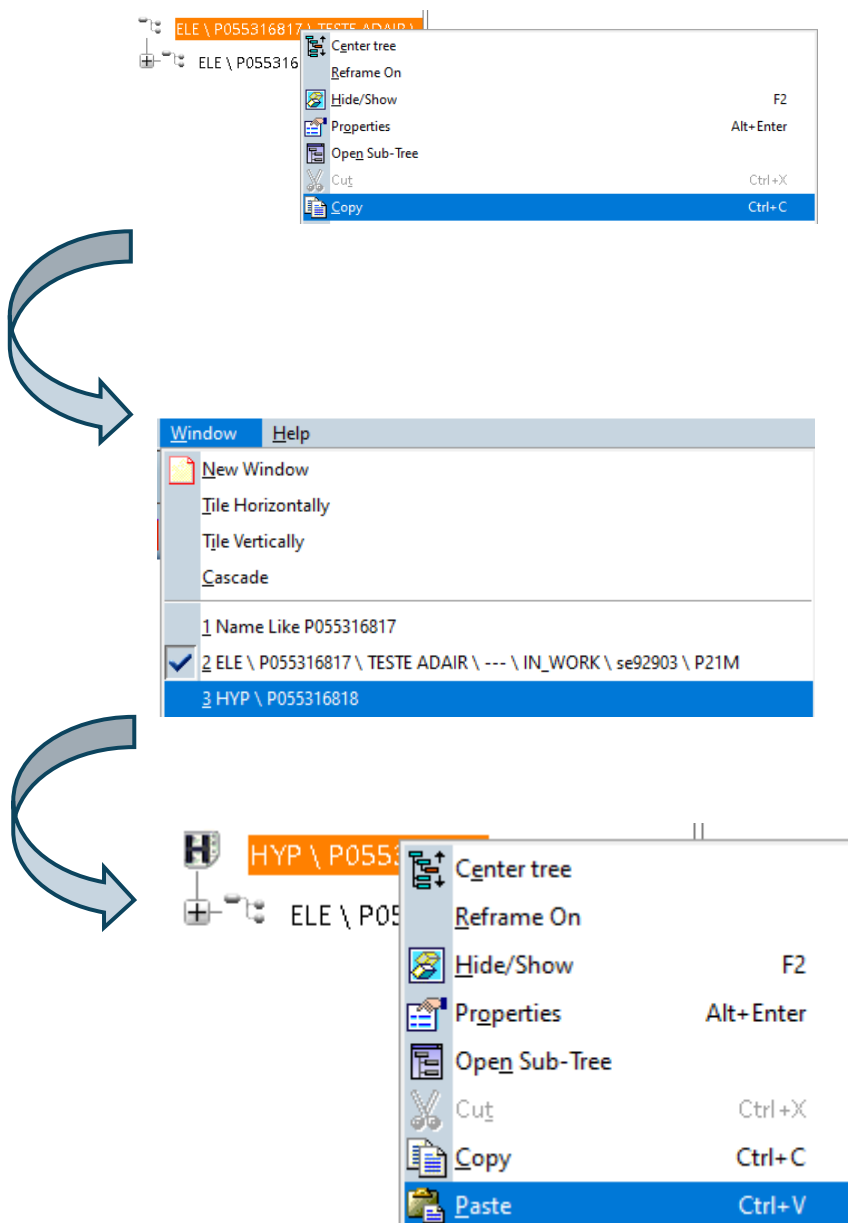 ELE \ P055316817 \ TESTE ADAIR \
ELE \ P055316
Center tree
Reframe On
Hide/Show F2
Properties Alt+Enter
Open Sub-Tree
Cut Ctrl+X
Copy Ctrl+C
Window Help
New Window
Tile Horizontally
Tile Vertically
Cascade
1 Name Like P055316817
2 ELE \ P055316817 \ TESTE ADAIR \ --- \ IN_WORK \ se92903 \ P21M
3 HYP \ P055316818
HYP \ P0553
ELE \ P05
Center tree
Reframe On
Hide/Show F2
Properties Alt+Enter
Open Sub-Tree
Cut Ctrl+X
Copy Ctrl+C
Paste Ctrl+V